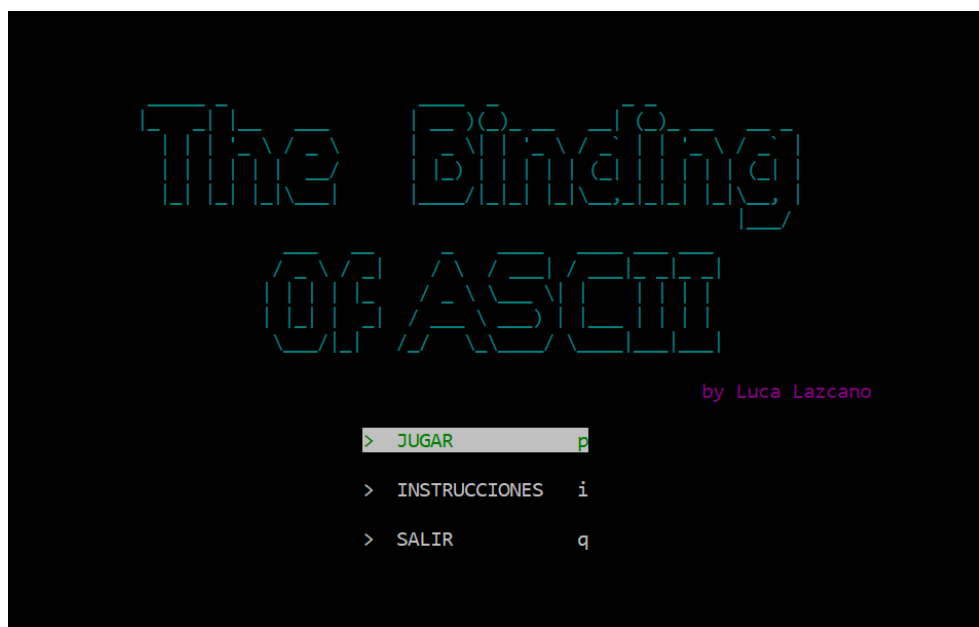 The Binding
Of ASCII
by Luca Lazcano
> JUGAR p
> INSTRUCCIONES i
> SALIR q